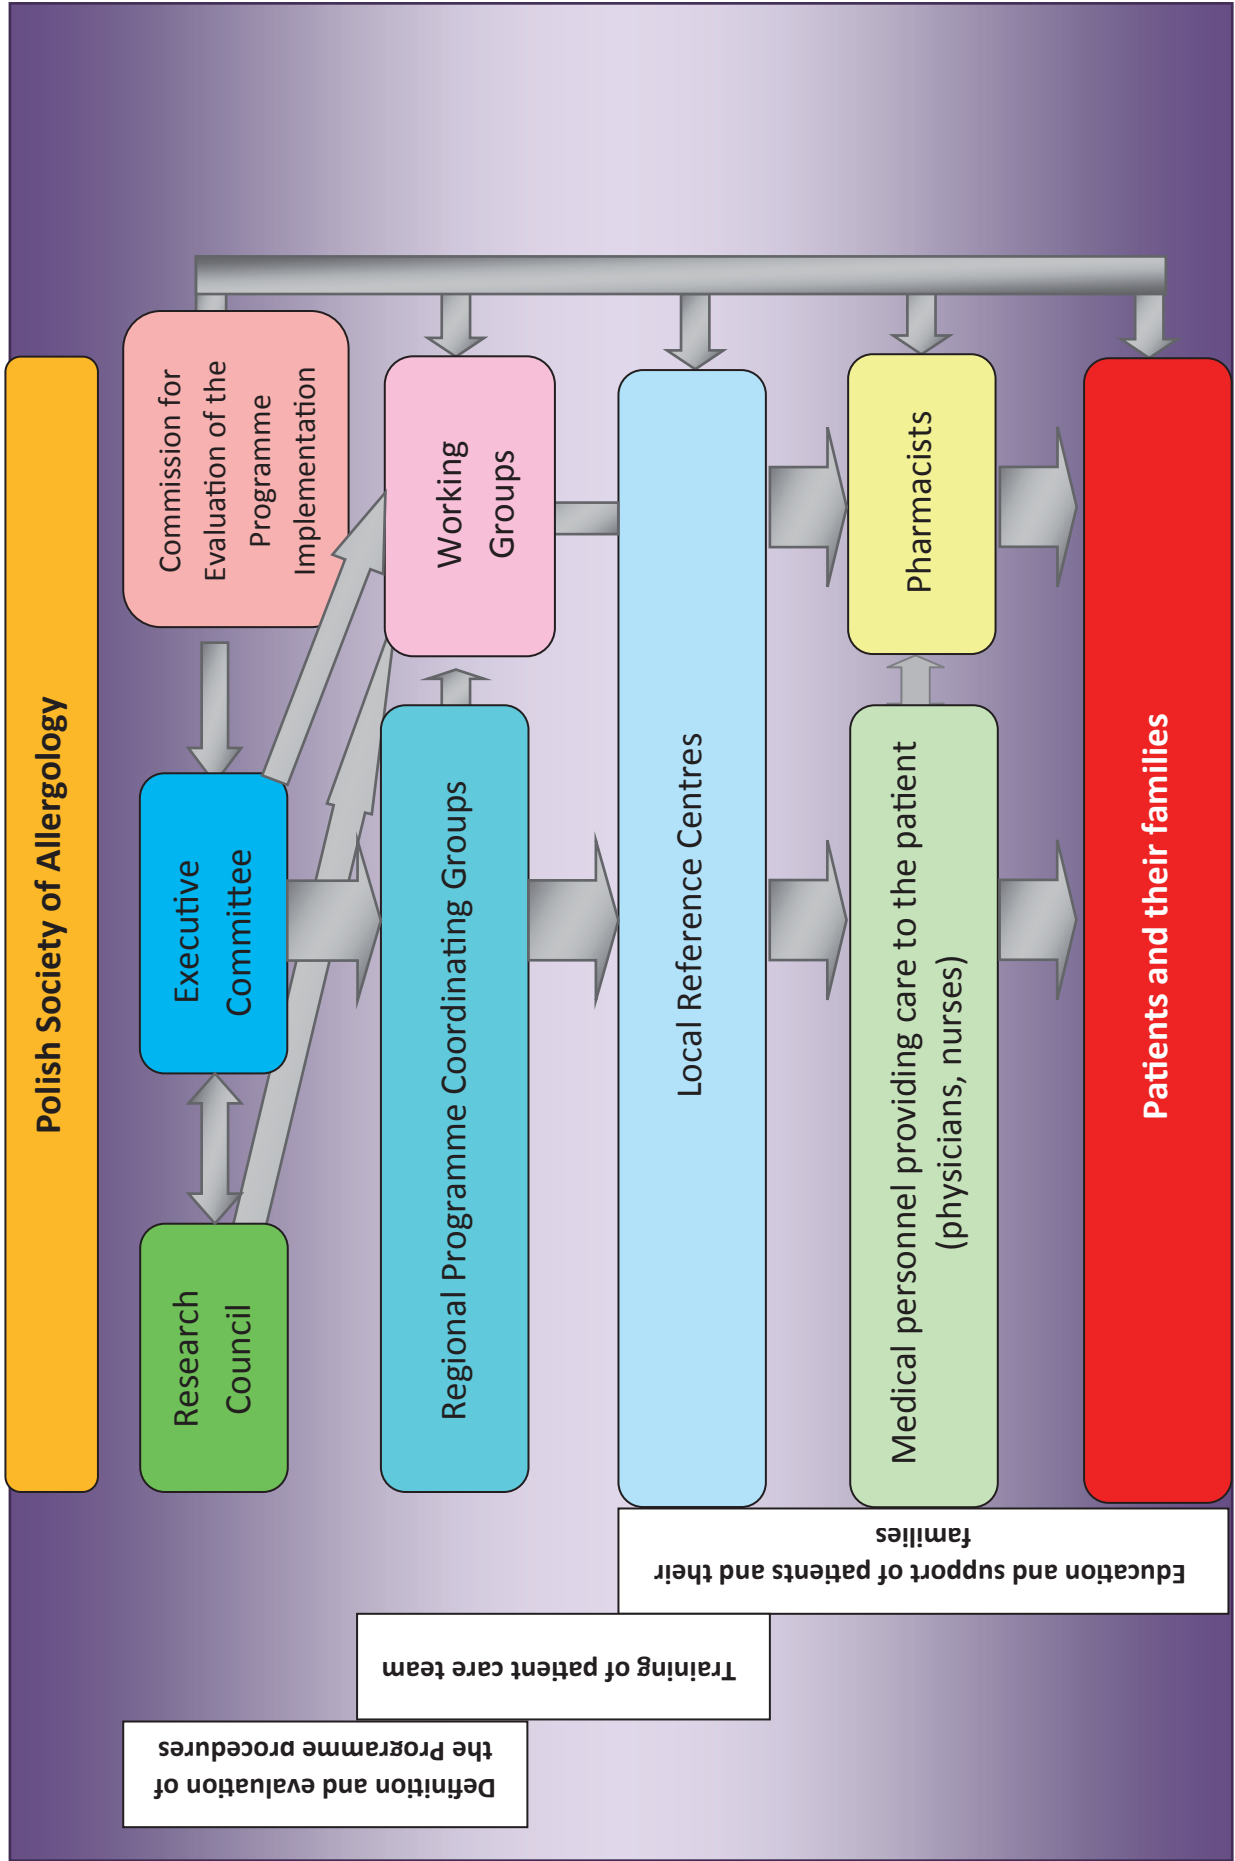 Polish Society of Allergology
Research
Council
Executive
Committee
Commission for
Evaluation of the
Programme
Implementation
Regional Programme Coordinating Groups
Working
Groups
Local Reference Centres
Medical personnel providing care to the patient
(physicians, nurses)
Pharmacists
Patients and their families
Definition and evaluation of
the Programme procedures
Training of patient care team
Education and support of patients and their
families